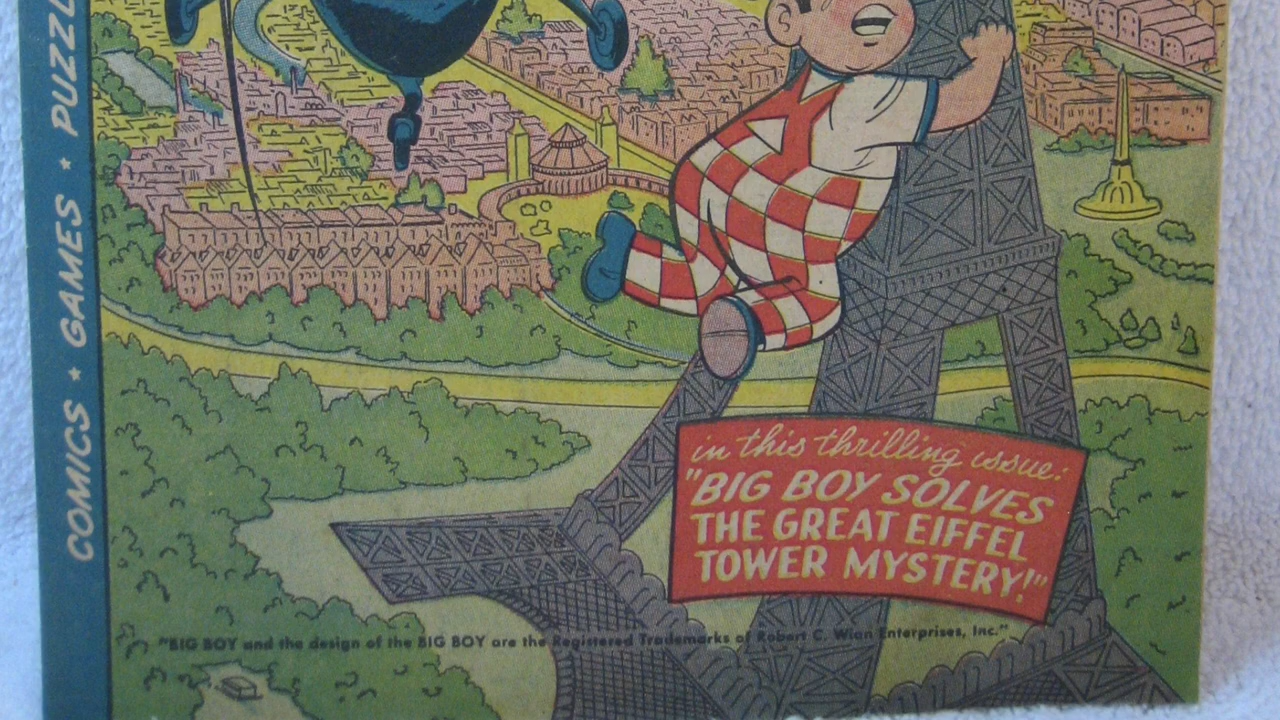 COMICS ★ GAMES ★ PUZZL
in this thrilling issue:
"BIG BOY SOLVES
THE GREAT EIFFEL
TOWER MYSTERY!"
"BIG BOY and the design of the BIG BOY are the Registered Trademarks of Robert C. Wian Enterprises, Inc."